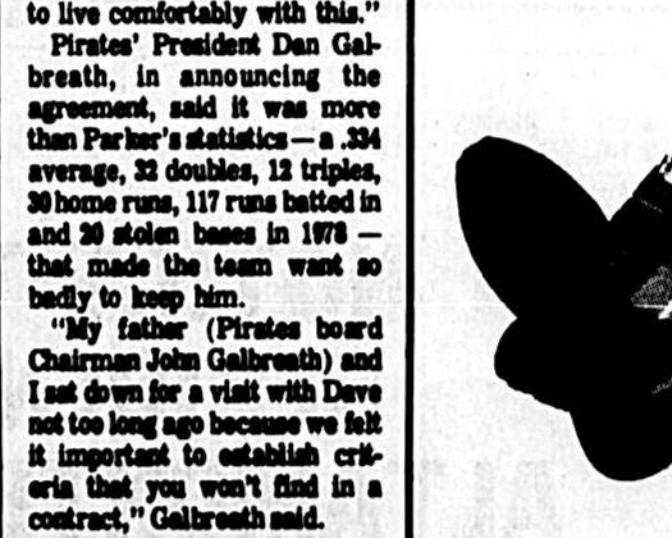 to live comfortably with this."
Pirates' President Dan Gal-
breath, in announcing the
agreement, said it was more
than Parker's statistics — a .334
average, 32 doubles, 12 triples,
30 home runs, 117 runs batted in
and 20 stolen bases in 1978 —
that made the team want so
badly to keep him.
"My father (Pirates board
Chairman John Galbreath) and
I sat down for a visit with Dave
not too long ago because we felt
it important to establish crit-
eria that you won't find in a
contract," Galbreath said.